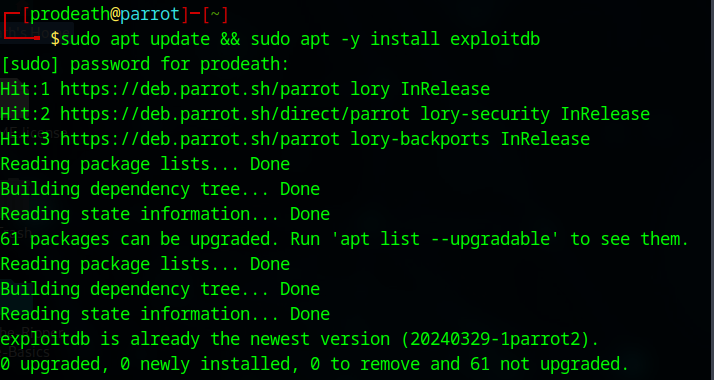 [prodeath@parrot]─[~]
$sudo apt update && sudo apt -y install exploitdb
[sudo] password for prodeath:
Hit:1 https://deb.parrot.sh/parrot lory InRelease
Hit:2 https://deb.parrot.sh/direct/parrot lory-security InRelease
Hit:3 https://deb.parrot.sh/parrot lory-backports InRelease
Reading package lists... Done
Building dependency tree... Done
Reading state information... Done
61 packages can be upgraded. Run 'apt list --upgradable' to see them.
Reading package lists... Done
Building dependency tree... Done
Reading state information... Done
exploitdb is already the newest version (20240329-1parrot2).
0 upgraded, 0 newly installed, 0 to remove and 61 not upgraded.